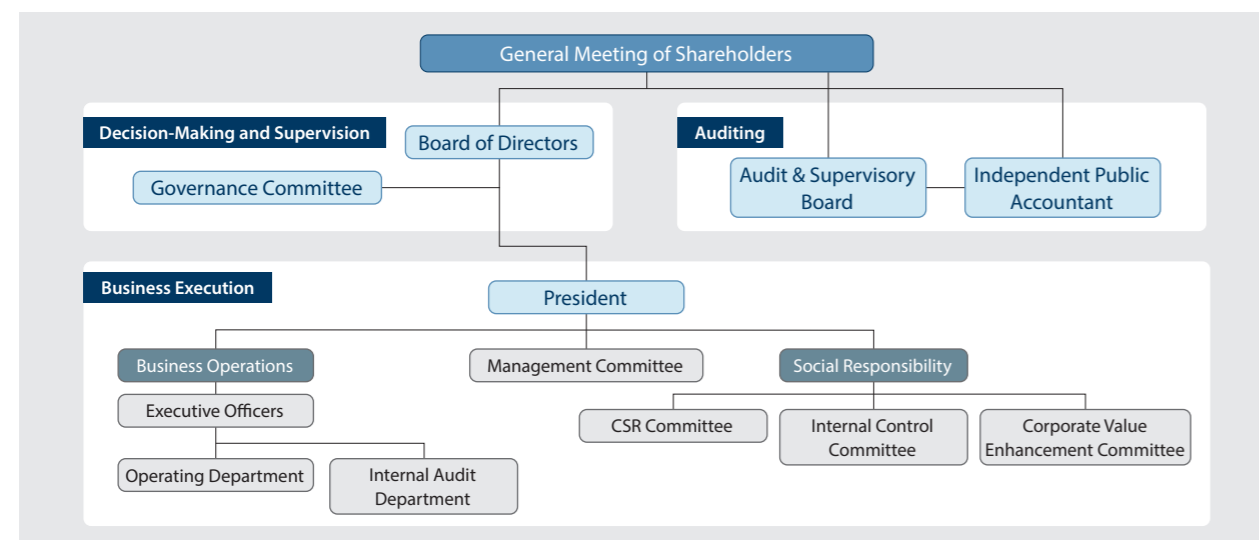 General Meeting of Shareholders
Decision-Making and Supervision
Board of Directors
Governance Committee
Auditing
Audit & Supervisory
Board
Independent Public
Accountant
Business Execution
President
Business Operations
Management Committee
Social Responsibility
Executive Officers
CSR Committee
Internal Control
Committee
Corporate Value
Enhancement Committee
Operating Department
Internal Audit
Department